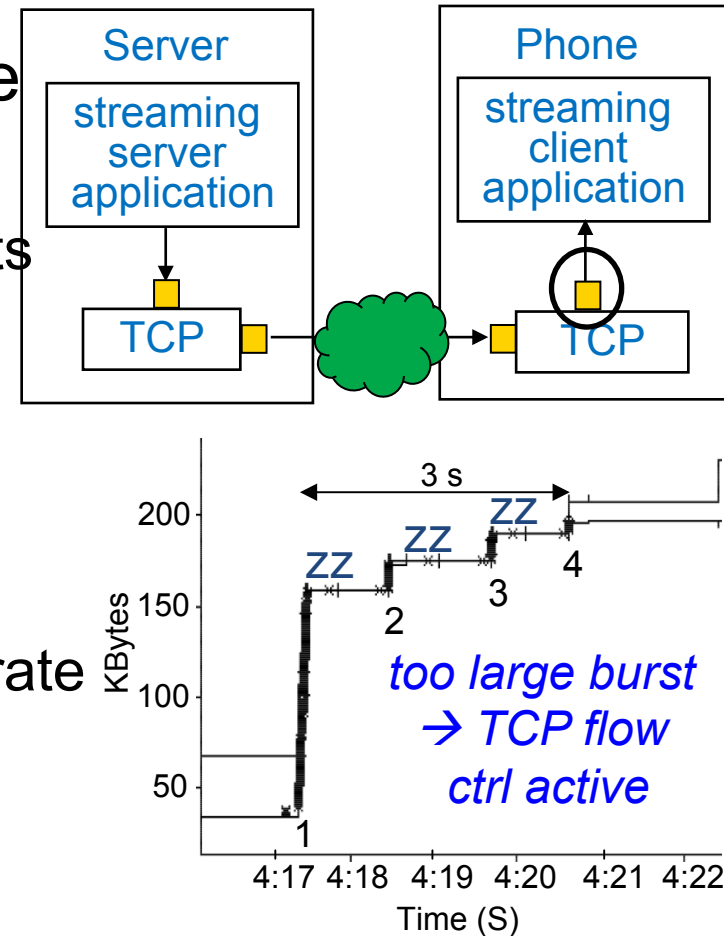 Server
streaming
server
application
TCP
Phone
streaming
client
application
TCP
e
ts
rate
3 s
zz
zz
zz
200
150
100
50
KBytes
1
2
3
4
too large burst
→ TCP flow
ctrl active
4:17 4:18 4:19 4:20 4:21 4:22
Time (S)